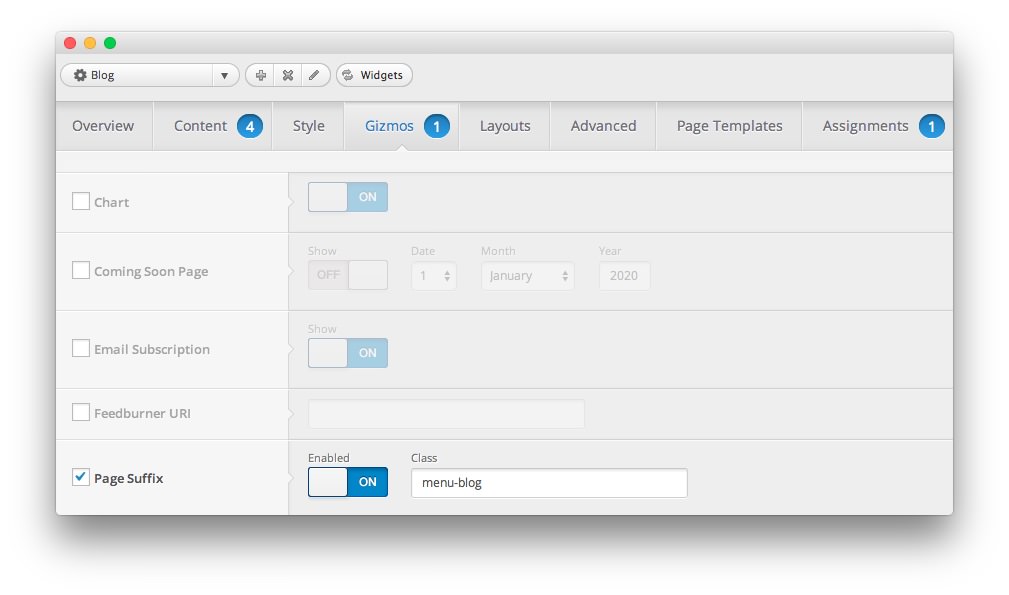 Blog
Widgets
Overview Content 4 Style Gizmos 1 Layouts Advanced Page Templates Assignments 1
Chart ON
Show Date Month Year
Coming Soon Page OFF 1 January 2020
Show
Email Subscription ON
Feedburner URI
Enabled Class
Page Suffix ON menu-blog